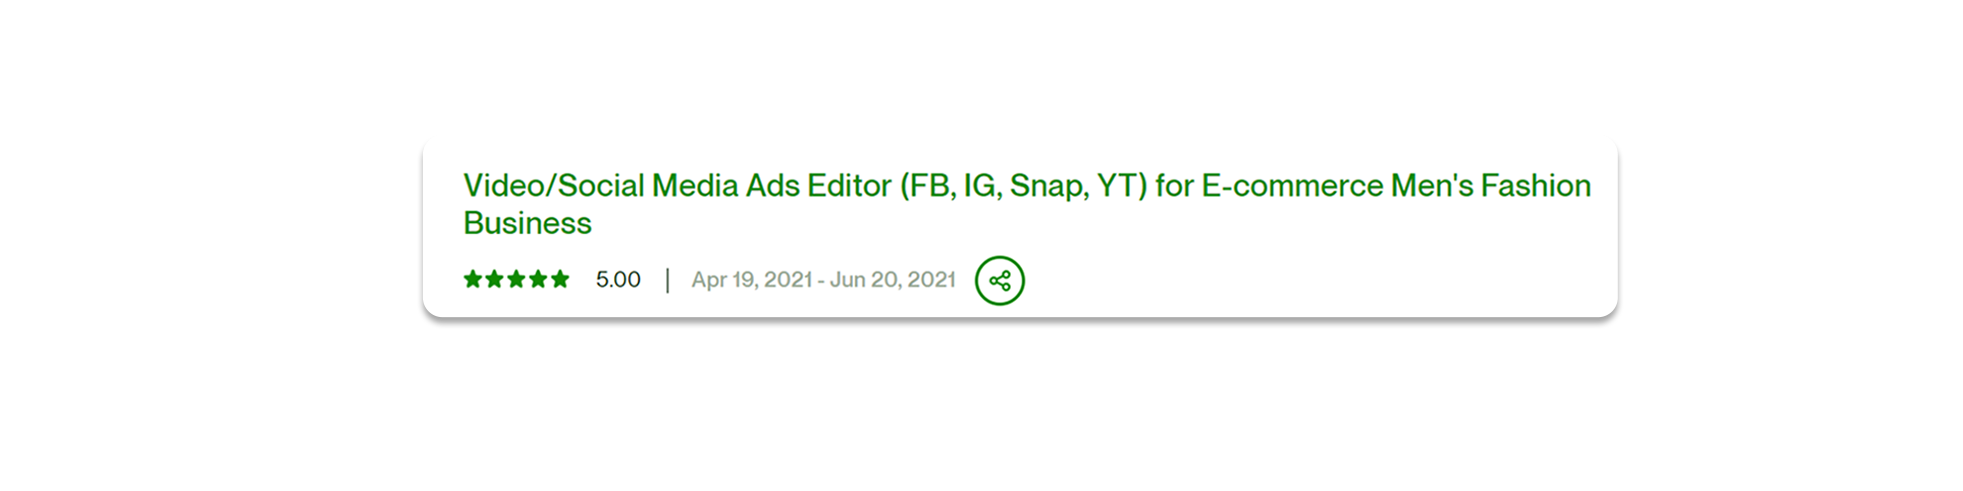 Video/Social Media Ads Editor (FB, IG, Snap, YT) for E-commerce Men's Fashion
Business
5.00 | Apr 19, 2021 - Jun 20, 2021